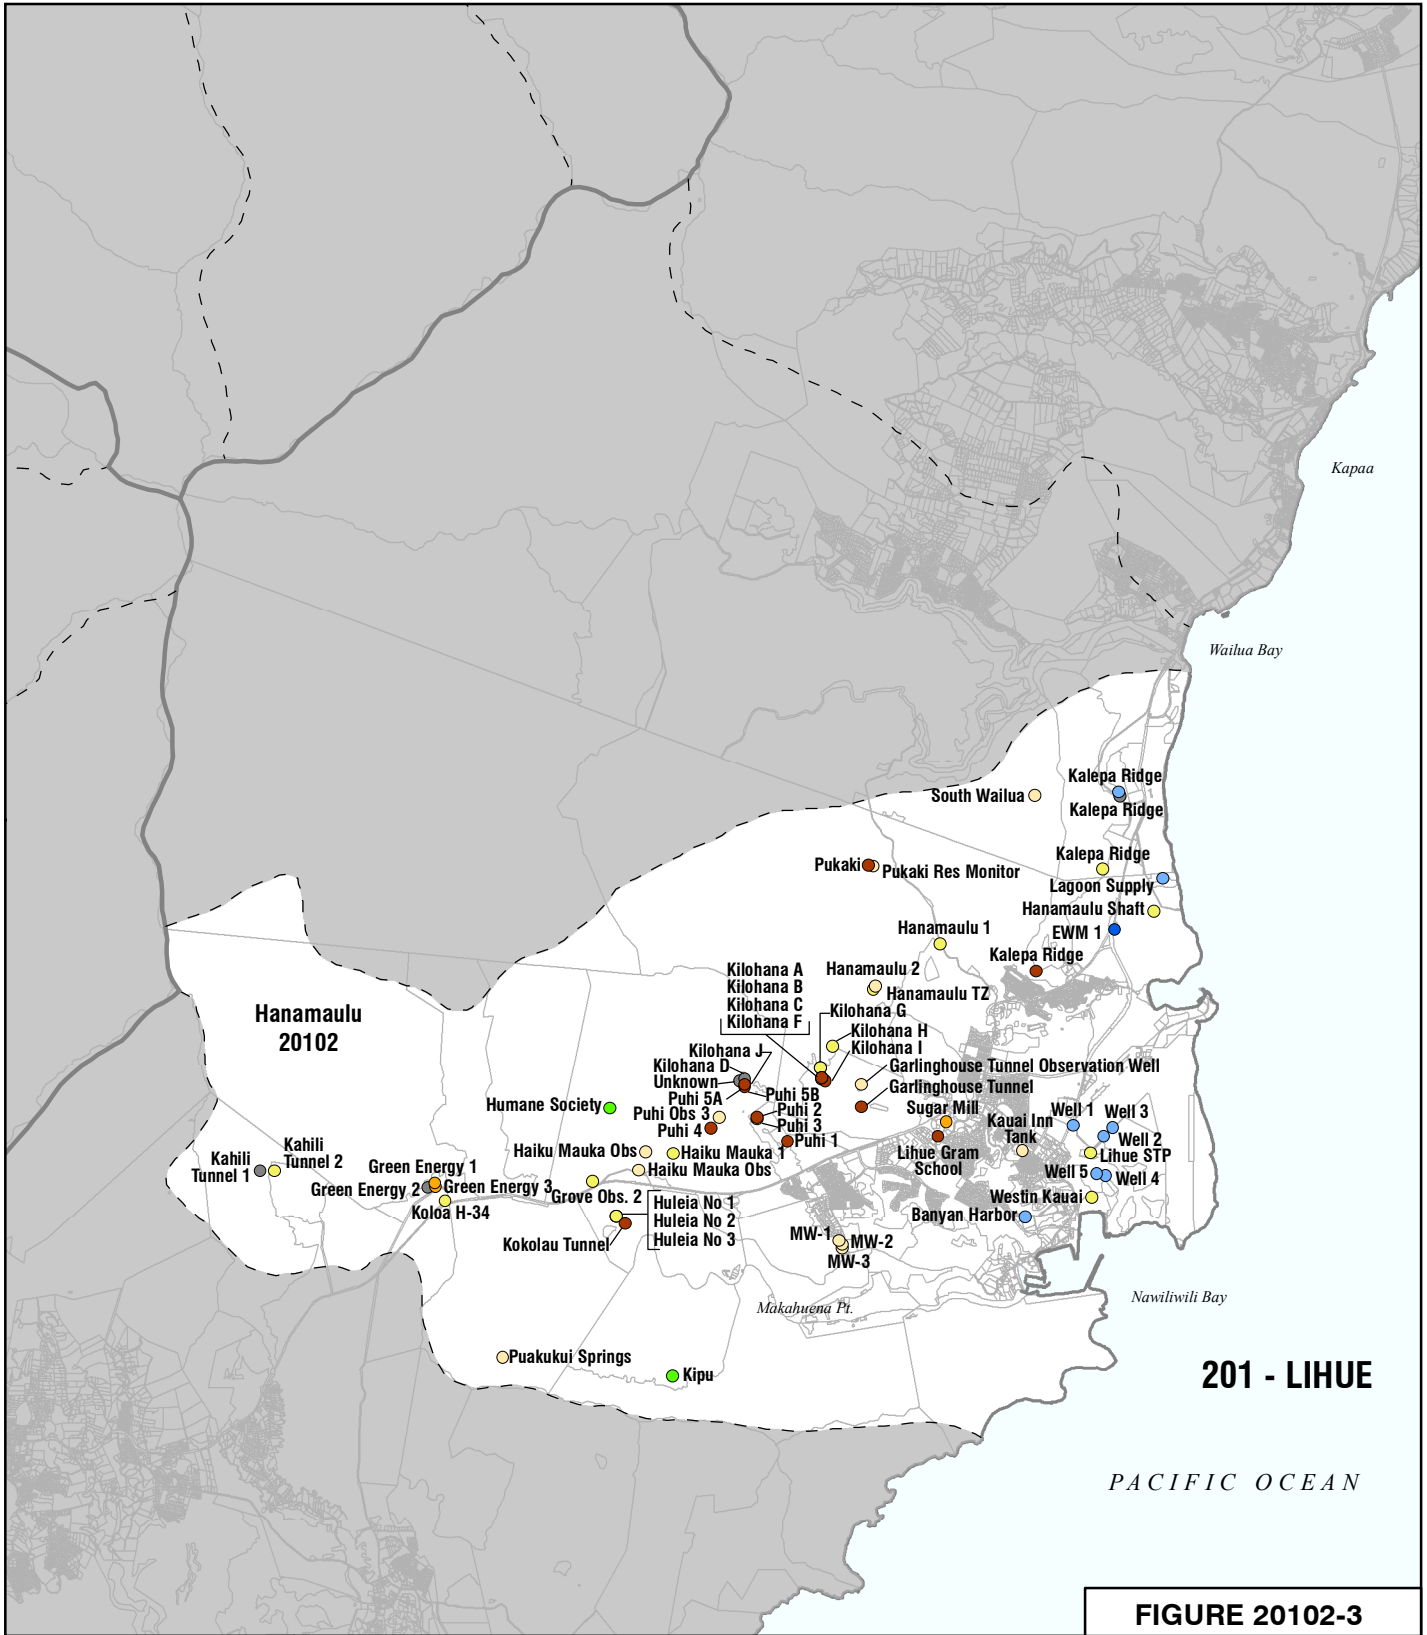 Kapaa
Wailua Bay
Kalepa Ridge
South Wailua
Kalepa Ridge
Kalepa Ridge
Pukaki
Pukaki Res Monitor
Lagoon Supply
Hanamaulu Shaft
Hanamaulu 1
EWM 1
Kalepa Ridge
Kilohana A
Kilohana B
Kilohana C
Kilohana F
Hanamaulu 2
Hanamaulu TZ
Hanamaulu
20102
Kilohana G
Kilohana H
Kilohana I
Kilohana J
Kilohana D
Unknown
Puhi 5A
Puhi 5B
Garlinghouse Tunnel Observation Well
Garlinghouse Tunnel
Humane Society
Puhi Obs 3
Puhi 4
Puhi 2
Puhi 3
Puhi 1
Sugar Mill
Lihue Gram
School
Kauai Inn
Tank
Well 1
Well 3
Well 2
Lihue STP
Well 5
Well 4
Westin Kauai
Banyan Harbor
Kahili
Tunnel 1
Kahili
Tunnel 2
Haiku Mauka Obs
Haiku Mauka 1
Haiku Mauka Obs
Green Energy 1
Green Energy 2
Green Energy 3
Koloa H-34
Grove Obs. 2
Huleia No 1
Huleia No 2
Huleia No 3
Kokolau Tunnel
MW-1
MW-2
MW-3
Makahuena Pt.
Nawiliwili Bay
Puakukui Springs
Kipu
201 - LIHUE
PACIFIC OCEAN
FIGURE 20102-3